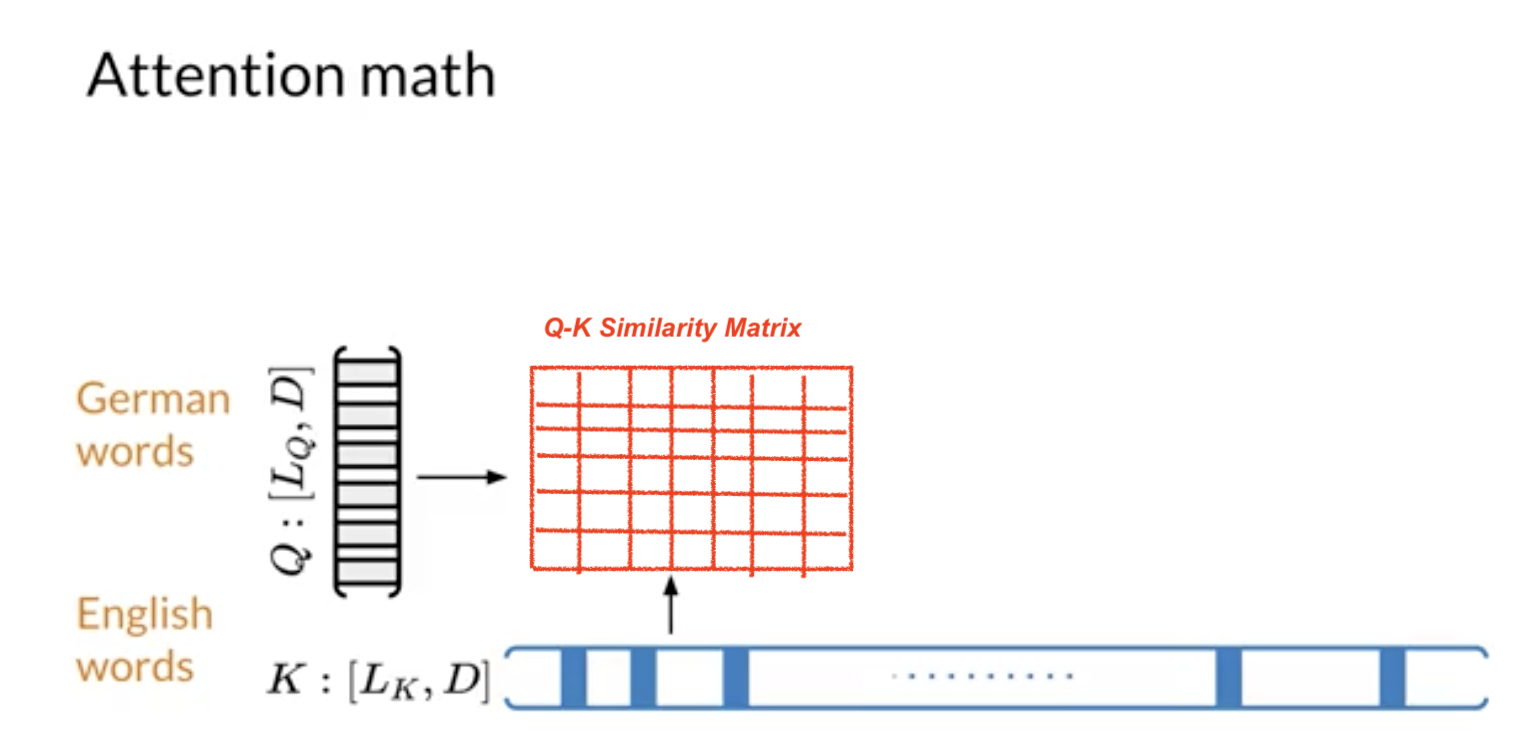 Attention math
Q-K Similarity Matrix
German
words
Q : [L_Q, D]
English
words
K : [L_K, D]